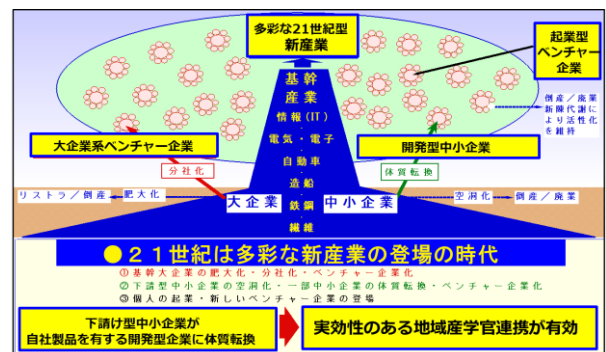 多彩な21世紀型
新産業
起業型
ベンチャー
企業
基幹
産業
情報(IT)
・
電気・電子
・
自動車
・
造船
・
鉄鋼
・
繊維
倒産/廃業
新陳代謝に
より活性化
を維持
大企業系ベンチャー企業
開発型中小企業
分社化
体質転換
リストラ/倒産
肥大化
大企業
中小企業
空洞化
倒産/廃業
●21世紀は多彩な新産業の登場の時代
①基幹大企業の肥大化・分社化・ベンチャー企業化
②下請型中小企業の空洞化・一部中小企業の体質転換・ベンチャー企業化
③個人の起業・新しいベンチャー企業の登場
下請け型中小企業が
自社製品を有する開発型企業に体質転換
実効性のある地域産学官連携が有効